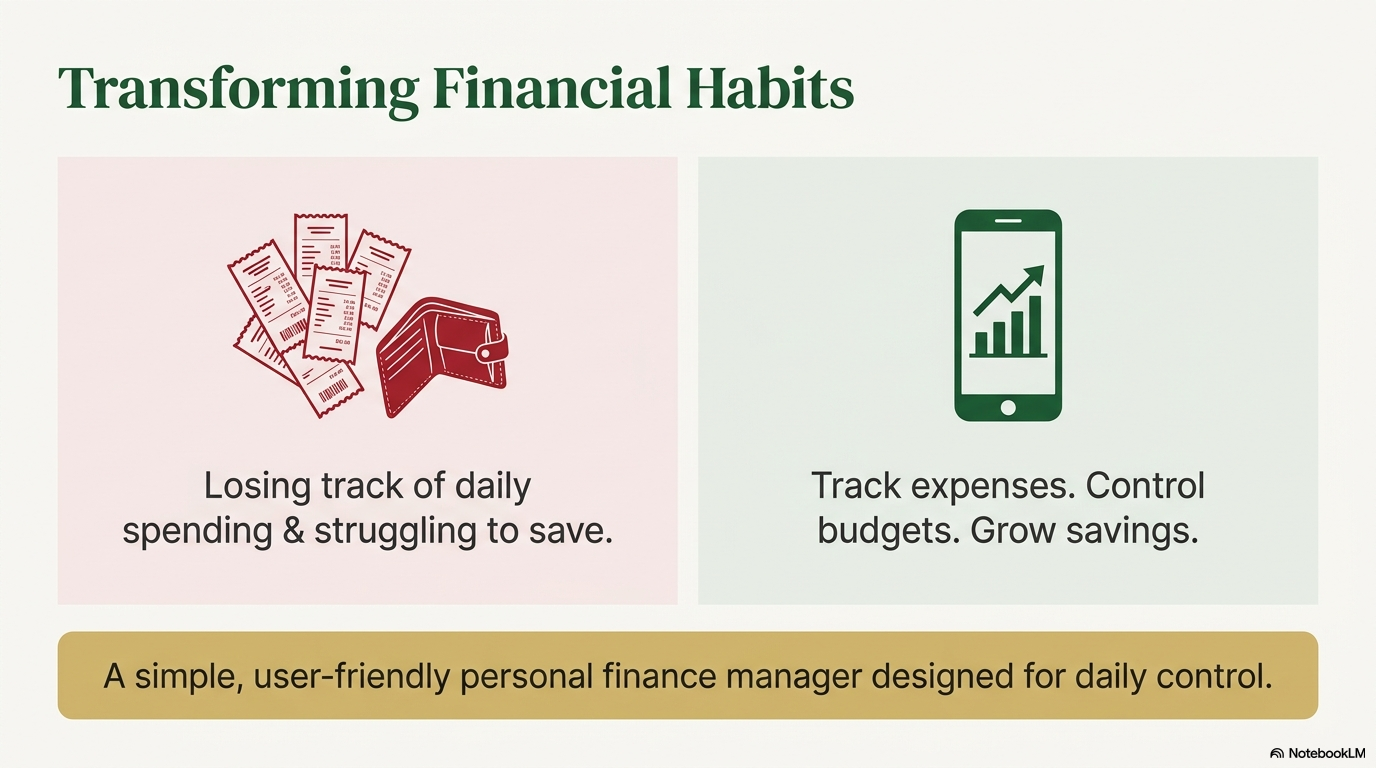 Transforming Financial Habits
Losing track of daily
spending & struggling to save.
Track expenses. Control
budgets. Grow savings.
A simple, user-friendly personal finance manager designed for daily control.
NotebookLM